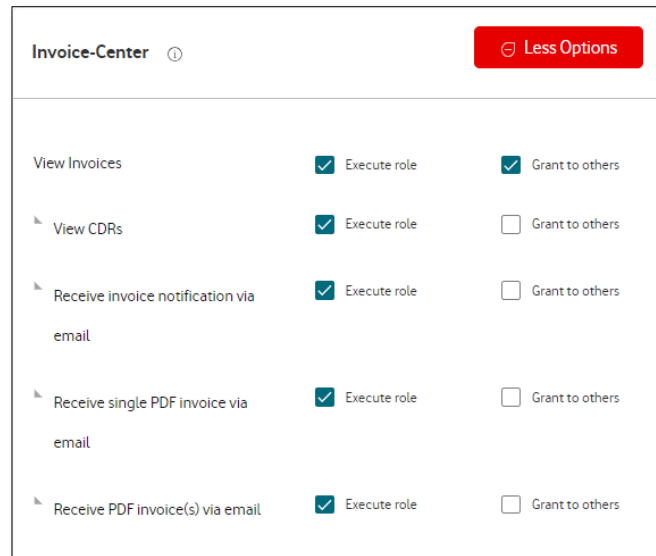 Invoice-Center
Less Options
View Invoices Execute role Grant to others
View CDRs Execute role Grant to others
Receive invoice notification via Execute role Grant to others
email
Receive single PDF invoice via Execute role Grant to others
email
Receive PDF invoice(s) via email Execute role Grant to others